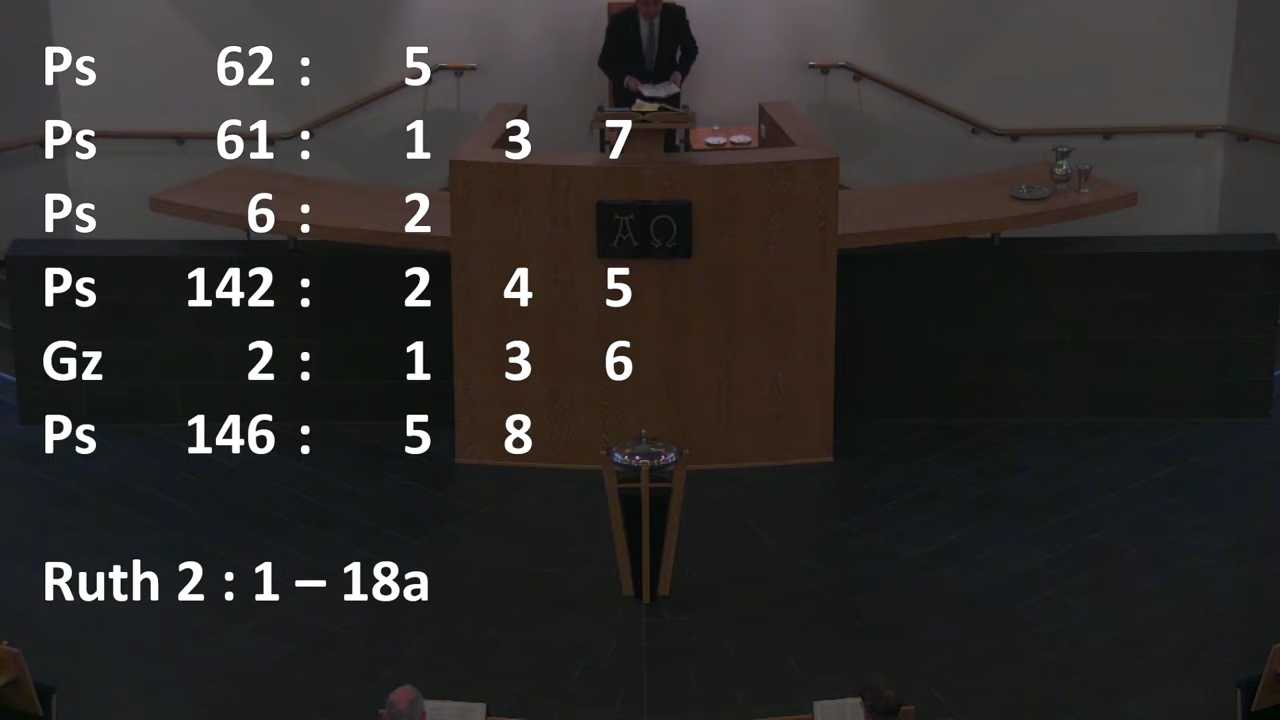 Ps 62 : 5
Ps 61 : 1 3 7
Ps 6 : 2
Ps 142 : 2 4 5
Gz 2 : 1 3 6
Ps 146 : 5 8
Ruth 2 : 1 – 18a
Α Ω